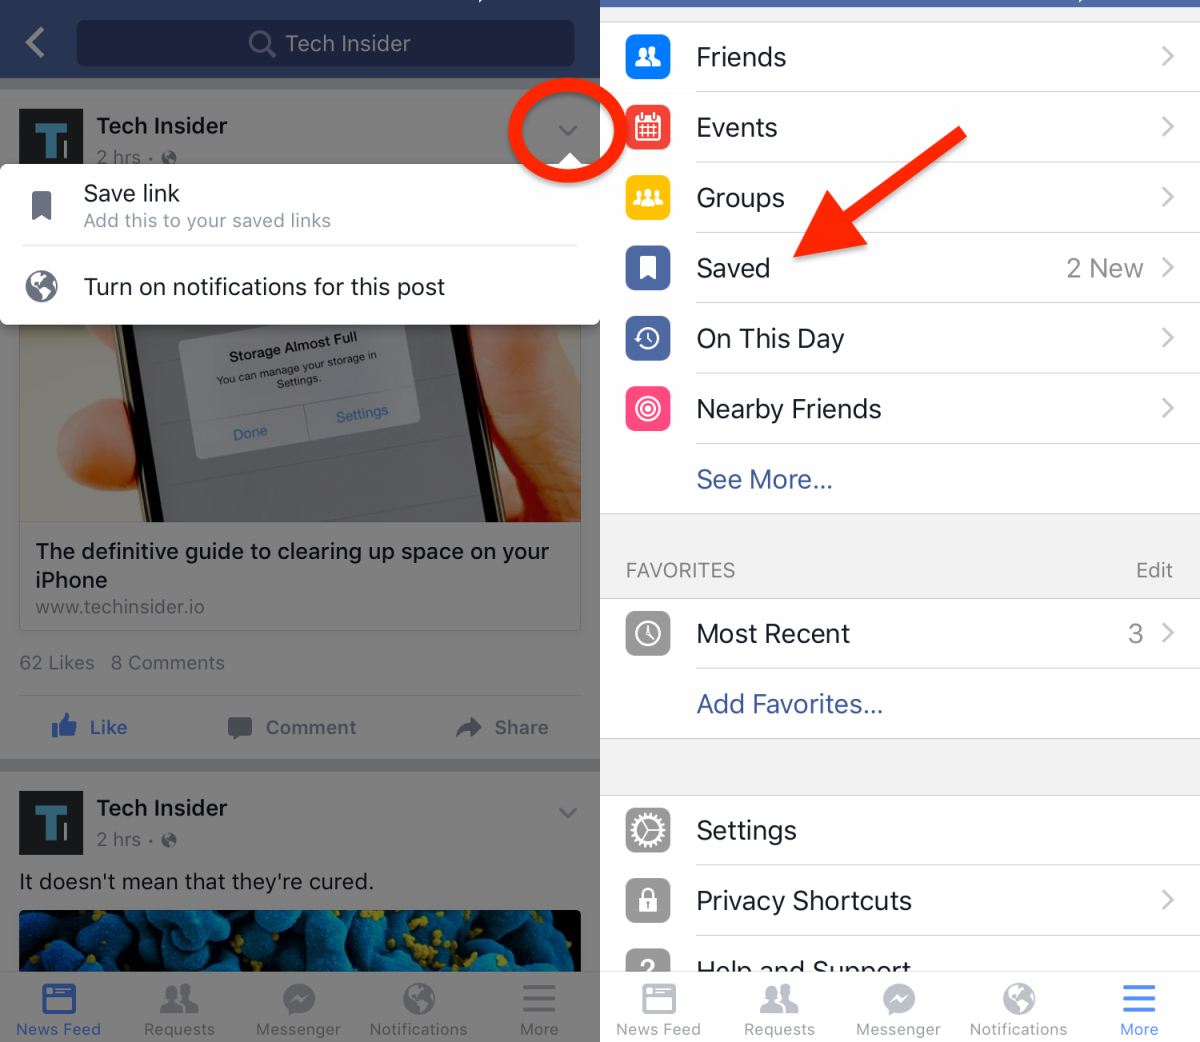 Tech Insider
Tech Insider
2 hrs ·
Save link
Add this to your saved links
Turn on notifications for this post
Storage Almost Full
You can manage your storage in
Settings.
Done
Settings
The definitive guide to clearing up space on your
iPhone
www.techinsider.io
62 Likes 8 Comments
Like
Comment
Share
Tech Insider
2 hrs ·
It doesn't mean that they're cured.
News Feed
Requests
Messenger
Notifications
More
Friends
Events
Groups
Saved 2 New
On This Day
Nearby Friends
See More...
FAVORITES Edit
Most Recent 3
Add Favorites...
Settings
Privacy Shortcuts
Help and Support
News Feed
Requests
Messenger
Notifications
More